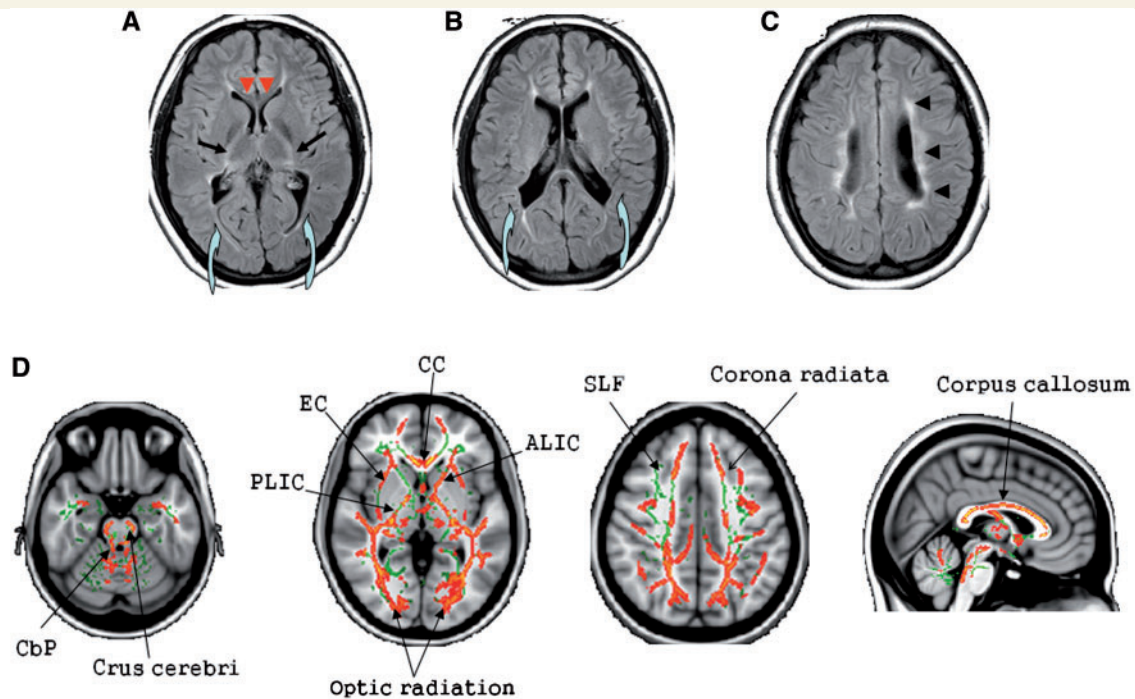 A
B
C
D
CC
EC
ALIC
PLIC
SLF
Corona radiata
Corpus callosum
CbP
Crus cerebri
Optic radiation